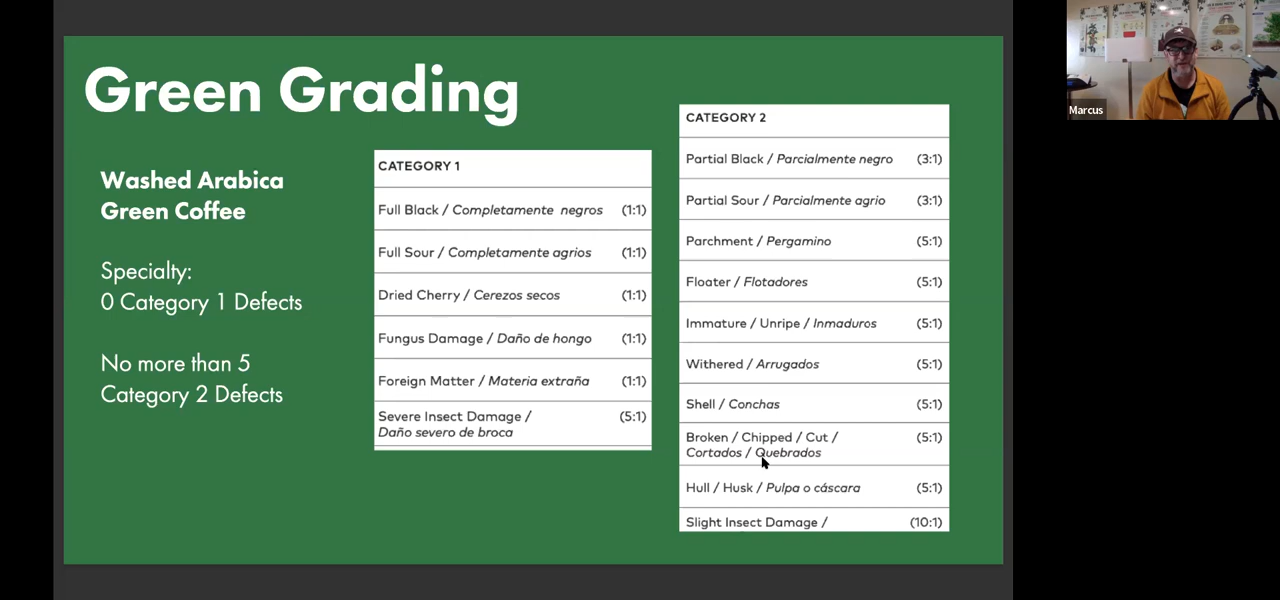 Green Grading
Washed Arabica
Green Coffee
Specialty:
0 Category 1 Defects
No more than 5
Category 2 Defects
CATEGORY 1
Full Black / Completamente negros (1:1)
Full Sour / Completamente agrios (1:1)
Dried Cherry / Cerezos secos (1:1)
Fungus Damage / Daño de hongo (1:1)
Foreign Matter / Materia extraña (1:1)
Severe Insect Damage / (5:1)
Daño severo de broca
CATEGORY 2
Partial Black / Parcialmente negro (3:1)
Partial Sour / Parcialmente agrio (3:1)
Parchment / Pergamino (5:1)
Floater / Flotadores (5:1)
Immature / Unripe / Inmaduros (5:1)
Withered / Arrugados (5:1)
Shell / Conchas (5:1)
Broken / Chipped / Cut / (5:1)
Cortados / Quebrados
Hull / Husk / Pulpa o cáscara (5:1)
Slight Insect Damage / (10:1)
Marcus